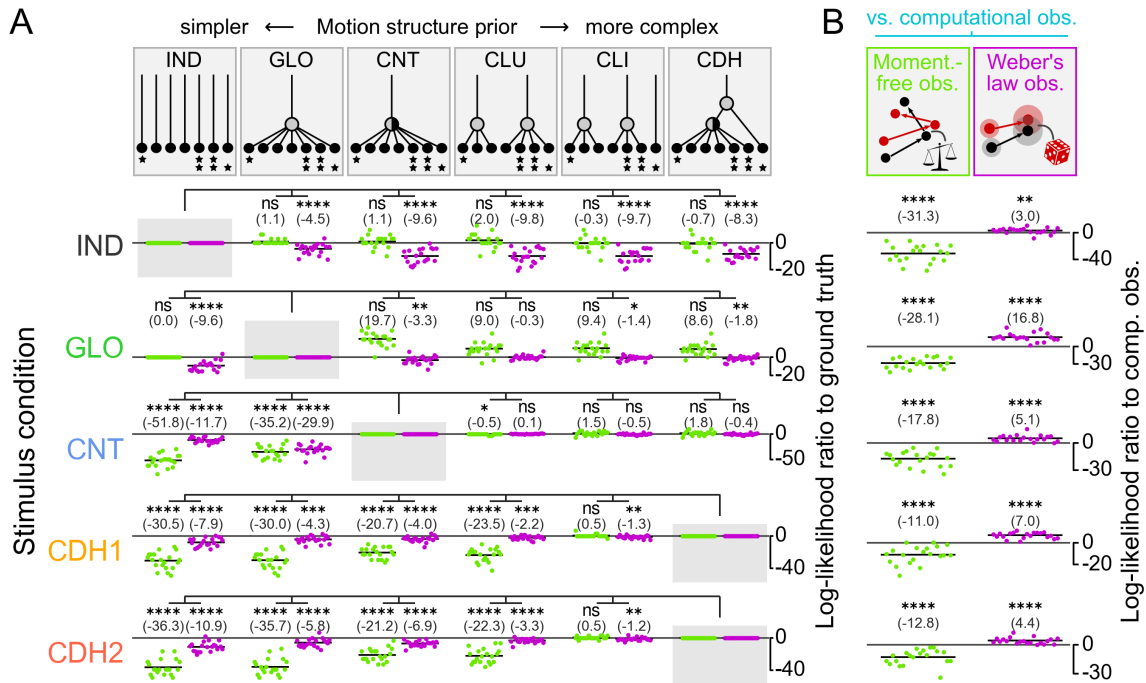 A
simpler ← Motion structure prior → more complex
IND GLO CNT CLU CLI CDH
B
vs. computational obs.
Moment.-
free obs.
Weber's
law obs.
Stimulus condition
IND
ns **** ns **** ns **** ns **** ns ****
(1.1) (-4.5) (1.1) (-9.6) (2.0) (-9.8) (-0.3) (-9.7) (-0.7) (-8.3)
0
-20
**** **
(-31.3) (3.0)
0
-40
GLO
ns **** ns ** ns ns ns * ns **
(0.0) (-9.6) (19.7) (-3.3) (9.0) (-0.3) (9.4) (-1.4) (8.6) (-1.8)
0
-20
**** ****
(-28.1) (16.8)
0
-30
CNT
**** **** **** **** * ns ns ns ns ns
(-51.8) (-11.7) (-35.2) (-29.9) (-0.5) (0.1) (1.5) (-0.5) (1.8) (-0.4)
0
-50
**** ****
(-17.8) (5.1)
0
-30
CDH1
**** **** **** *** **** *** **** *** ns **
(-30.5) (-7.9) (-30.0) (-4.3) (-20.7) (-4.0) (-23.5) (-2.2) (0.5) (-1.3)
0
-40
**** ****
(-11.0) (7.0)
0
-20
CDH2
**** **** **** **** **** **** **** **** ns **
(-36.3) (-10.9) (-35.7) (-5.8) (-21.2) (-6.9) (-22.3) (-3.3) (0.5) (-1.2)
0
-40
**** ****
(-12.8) (4.4)
0
-30
Log-likelihood ratio to ground truth
Log-likelihood ratio to comp. obs.